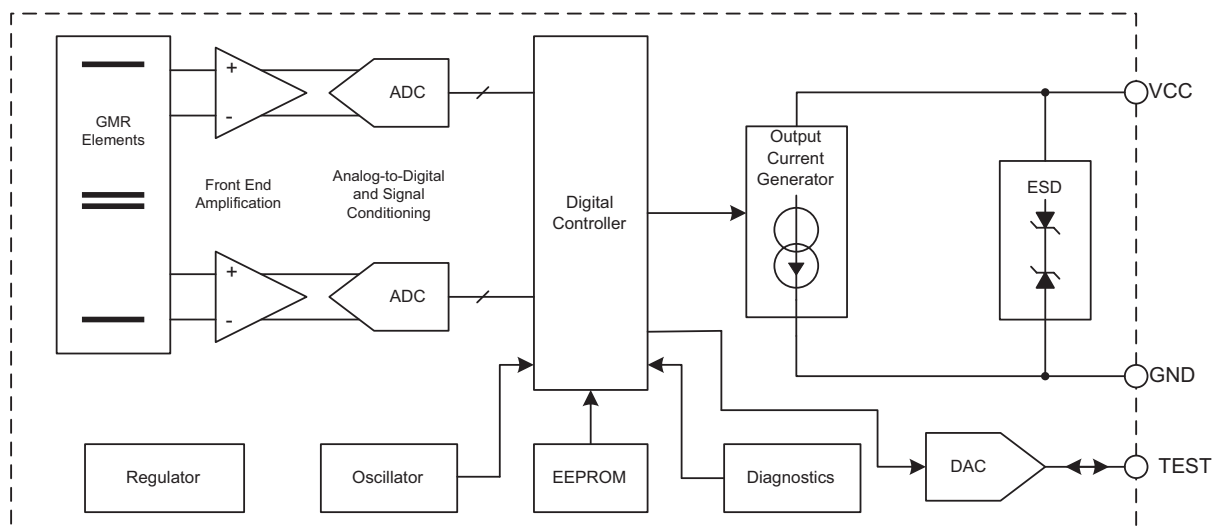 GMR
Elements
+
-
ADC
Front End
Amplification
Analog-to-Digital
and Signal
Conditioning
+
-
ADC
Digital
Controller
Output
Current
Generator
ESD
VCC
GND
Regulator
Oscillator
EEPROM
Diagnostics
DAC
TEST